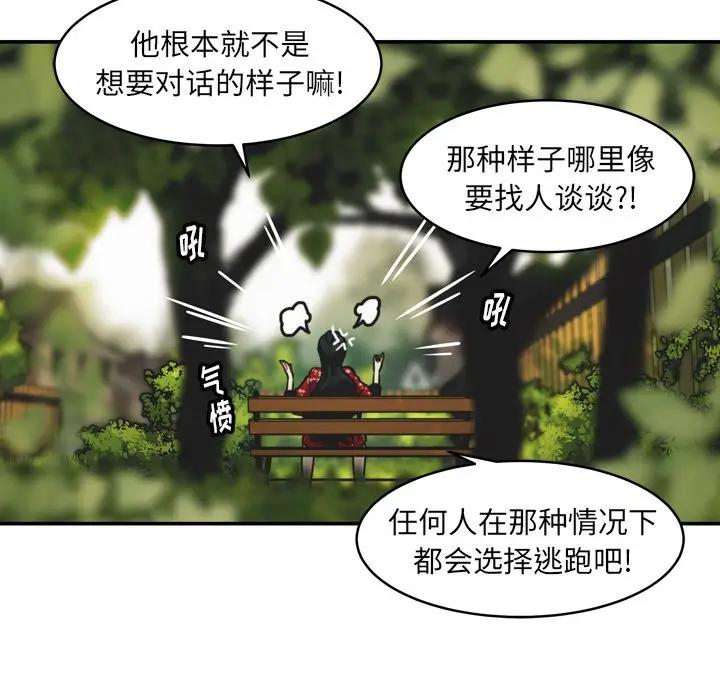 他根本就不是
想要对话的样子嘛!
那种样子哪里像
要找人谈谈?!
吼
吼
气愤
任何人在那种情况下
都会选择逃跑吧!